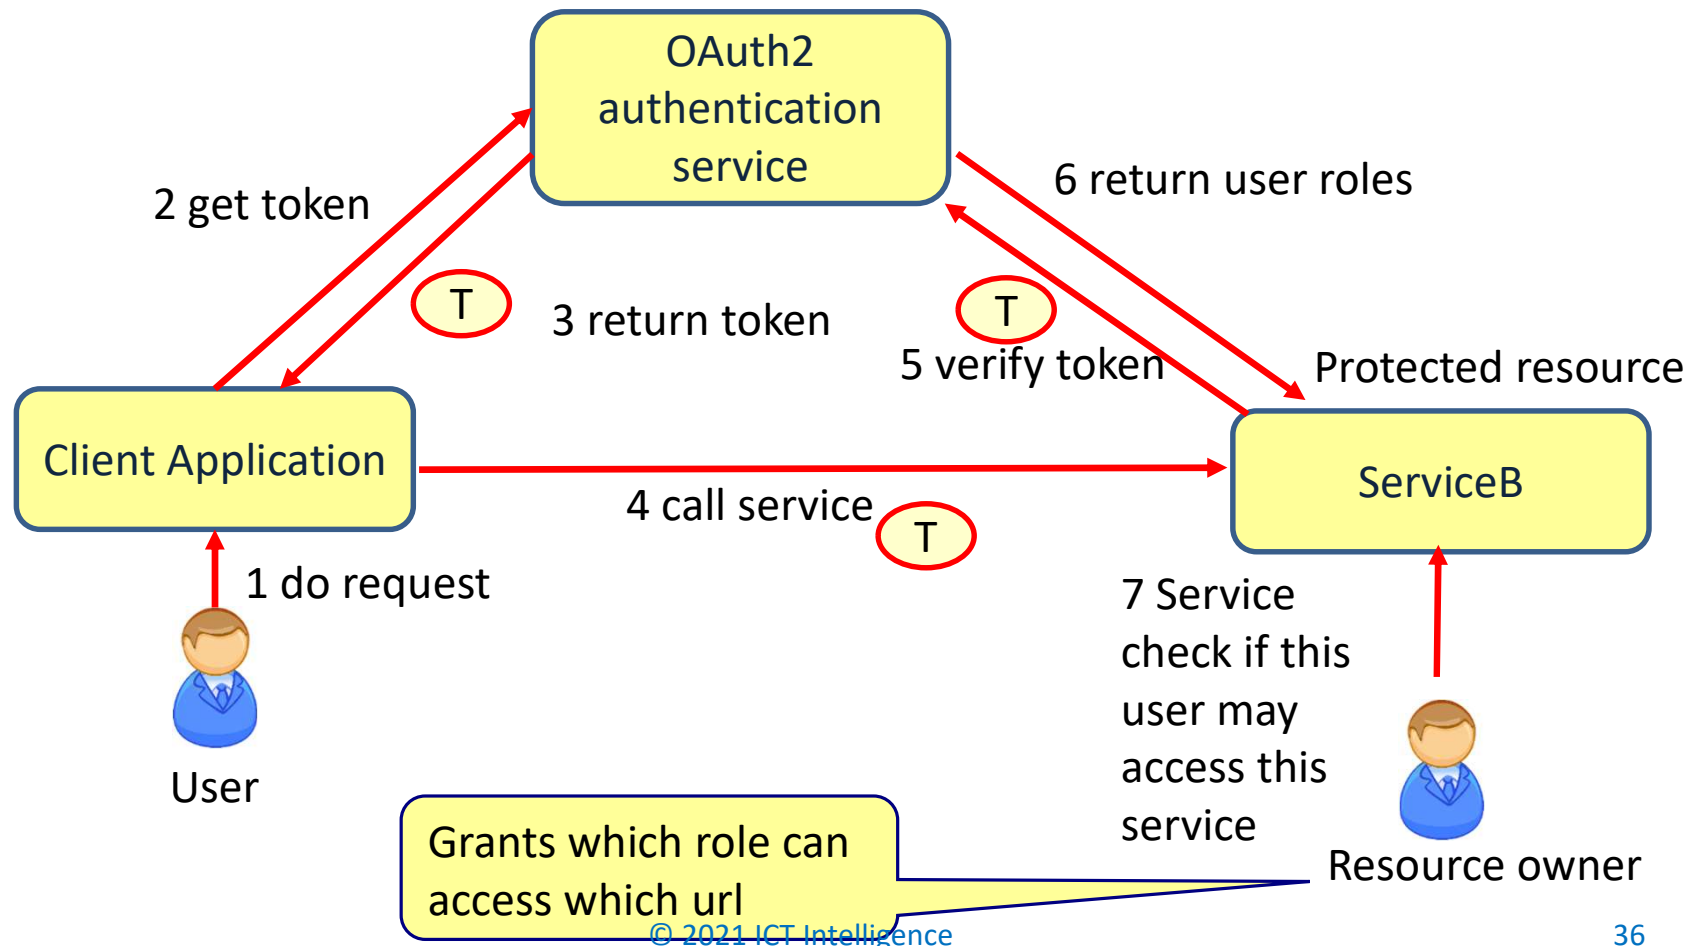 OAuth2
authentication
service
2 get token
6 return user roles
T
3 return token
T
5 verify token
Protected resource
Client Application
ServiceB
4 call service
T
1 do request
7 Service
check if this
user may
access this
service
User
Grants which role can
access which url
Resource owner
© 2021 ICT Intelligence
36